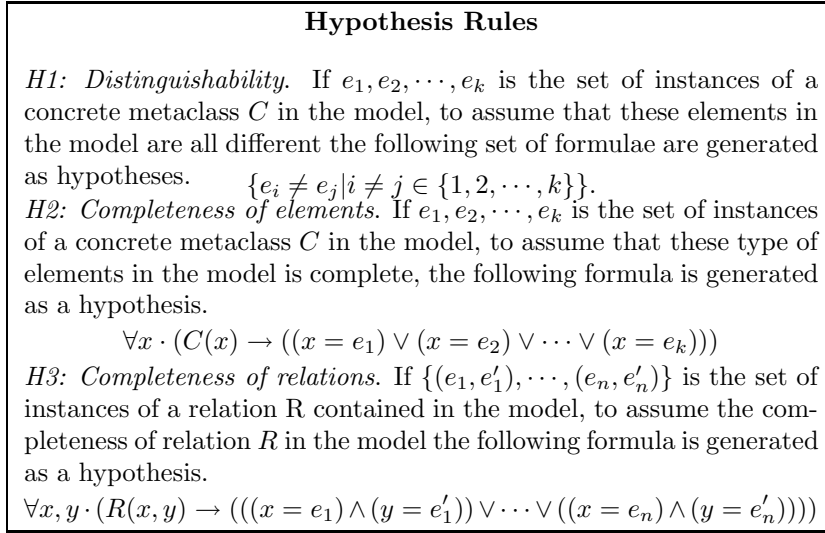 Hypothesis Rules
H1: Distinguishability. If e₁, e₂, ⋯, eₖ is the set of instances of a
concrete metaclass C in the model, to assume that these elements in
the model are all different the following set of formulae are generated
as hypotheses. {eᵢ ≠ eⱼ|i ≠ j ∈ {1, 2, ⋯, k}}.
H2: Completeness of elements. If e₁, e₂, ⋯, eₖ is the set of instances
of a concrete metaclass C in the model, to assume that these type of
elements in the model is complete, the following formula is generated
as a hypothesis.
∀x · (C(x) → ((x = e₁) ∨ (x = e₂) ∨ ⋯ ∨ (x = eₖ)))
H3: Completeness of relations. If {(e₁, e′₁), ⋯, (eₙ, e′ₙ)} is the set of
instances of a relation R contained in the model, to assume the com-
pleteness of relation R in the model the following formula is generated
as a hypothesis.
∀x, y · (R(x, y) → (((x = e₁) ∧ (y = e′₁)) ∨ ⋯ ∨ ((x = eₙ) ∧ (y = e′ₙ))))